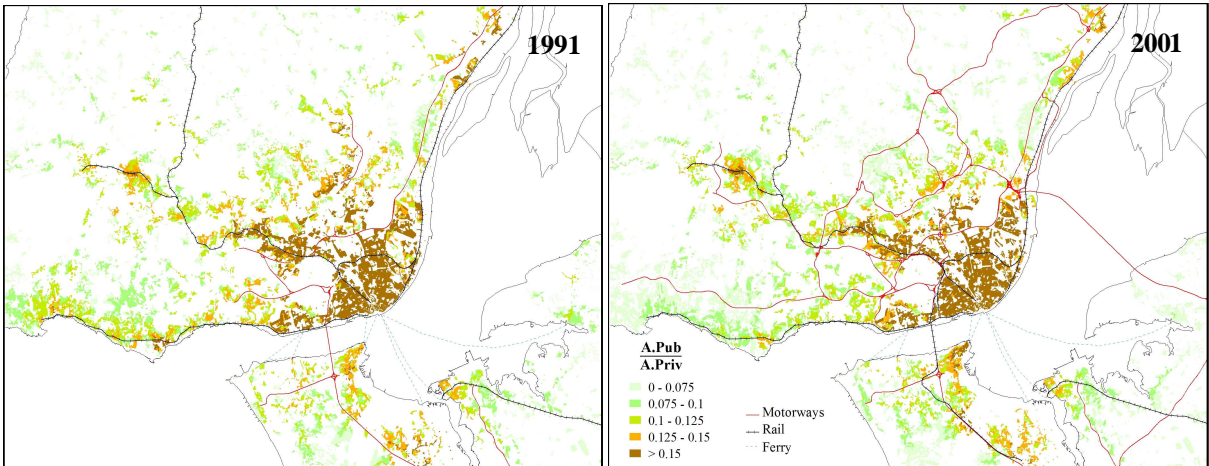 1991
2001
A.Pub
A.Priv
0 - 0.075
0.075 - 0.1
0.1 - 0.125
0.125 - 0.15
> 0.15
Motorways
Rail
Ferry